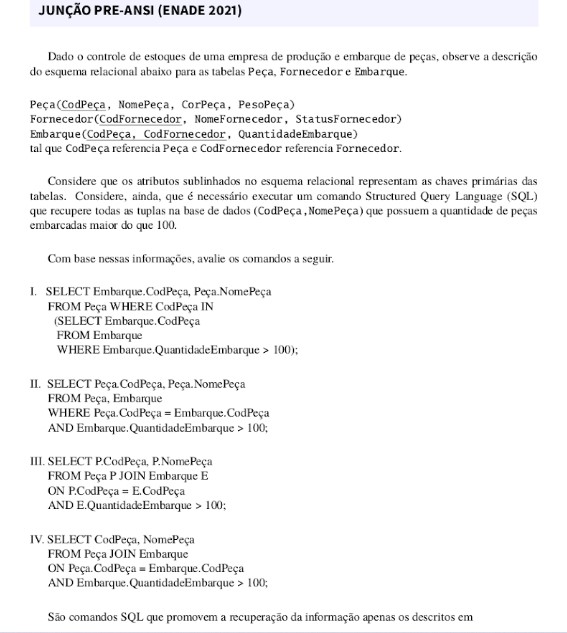 JUNÇÃO PRE-ANSI (ENADE 2021)
Dado o controle de estoques de uma empresa de produção e embarque de peças, observe a descrição
do esquema relacional abaixo para as tabelas Peça, Fornecedor e Embarque.
Peça(CodPeça, NomePeça, CorPeça, PesoPeça)
Fornecedor(CodFornecedor, NomeFornecedor, StatusFornecedor)
Embarque(CodPeça, CodFornecedor, QuantidadeEmbarque)
tal que CodPeça referencia Peça e CodFornecedor referencia Fornecedor.
Considere que os atributos sublinhados no esquema relacional representam as chaves primárias das
tabelas. Considere, ainda, que é necessário executar um comando Structured Query Language (SQL)
que recupere todas as tuplas na base de dados (CodPeça,NomePeça) que possuem a quantidade de peças
embarcadas maior do que 100.
Com base nessas informações, avalie os comandos a seguir.
I. SELECT Embarque.CodPeça, Peça.NomePeça
FROM Peça WHERE CodPeça IN
(SELECT Embarque.CodPeça
FROM Embarque
WHERE Embarque.QuantidadeEmbarque > 100);
II. SELECT Peça.CodPeça, Peça.NomePeça
FROM Peça, Embarque
WHERE Peça.CodPeça = Embarque.CodPeça
AND Embarque.QuantidadeEmbarque > 100;
III. SELECT P.CodPeça, P.NomePeça
FROM Peça P JOIN Embarque E
ON P.CodPeça = E.CodPeça
AND E.QuantidadeEmbarque > 100;
IV. SELECT CodPeça, NomePeça
FROM Peça JOIN Embarque
ON Peça.CodPeça = Embarque.CodPeça
AND Embarque.QuantidadeEmbarque > 100;
São comandos SQL que promovem a recuperação da informação apenas os descritos em